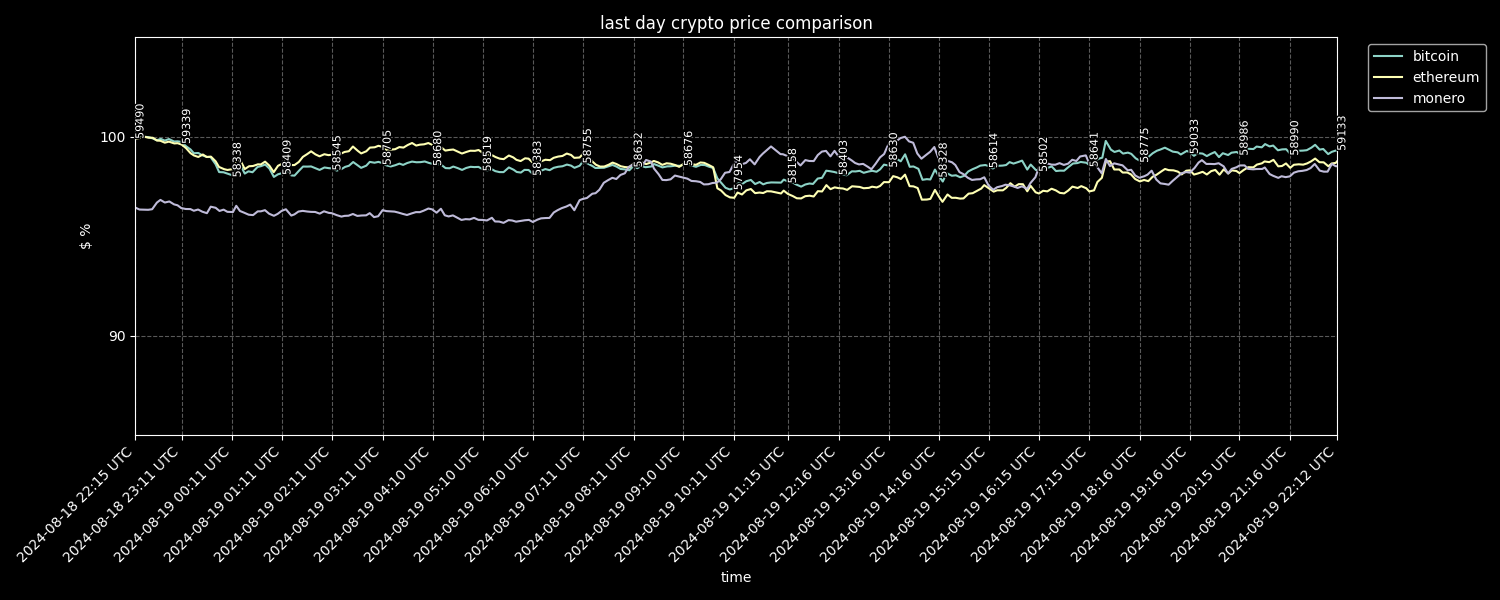 last day crypto price comparison
bitcoin
ethereum
monero
59490
59339
58338
58409
58545
58705
58680
58519
58383
58755
58632
58676
57954
58158
58403
58630
58328
58614
58502
58641
58775
59033
58986
58990
59133
100
90
$ %
2024-08-18 22:15 UTC
2024-08-18 23:11 UTC
2024-08-19 00:11 UTC
2024-08-19 01:11 UTC
2024-08-19 02:11 UTC
2024-08-19 03:11 UTC
2024-08-19 04:10 UTC
2024-08-19 05:10 UTC
2024-08-19 06:10 UTC
2024-08-19 07:11 UTC
2024-08-19 08:11 UTC
2024-08-19 09:10 UTC
2024-08-19 10:11 UTC
2024-08-19 11:15 UTC
2024-08-19 12:16 UTC
2024-08-19 13:16 UTC
2024-08-19 14:16 UTC
2024-08-19 15:15 UTC
2024-08-19 16:15 UTC
2024-08-19 17:15 UTC
2024-08-19 18:16 UTC
2024-08-19 19:16 UTC
2024-08-19 20:15 UTC
2024-08-19 21:16 UTC
2024-08-19 22:12 UTC
time